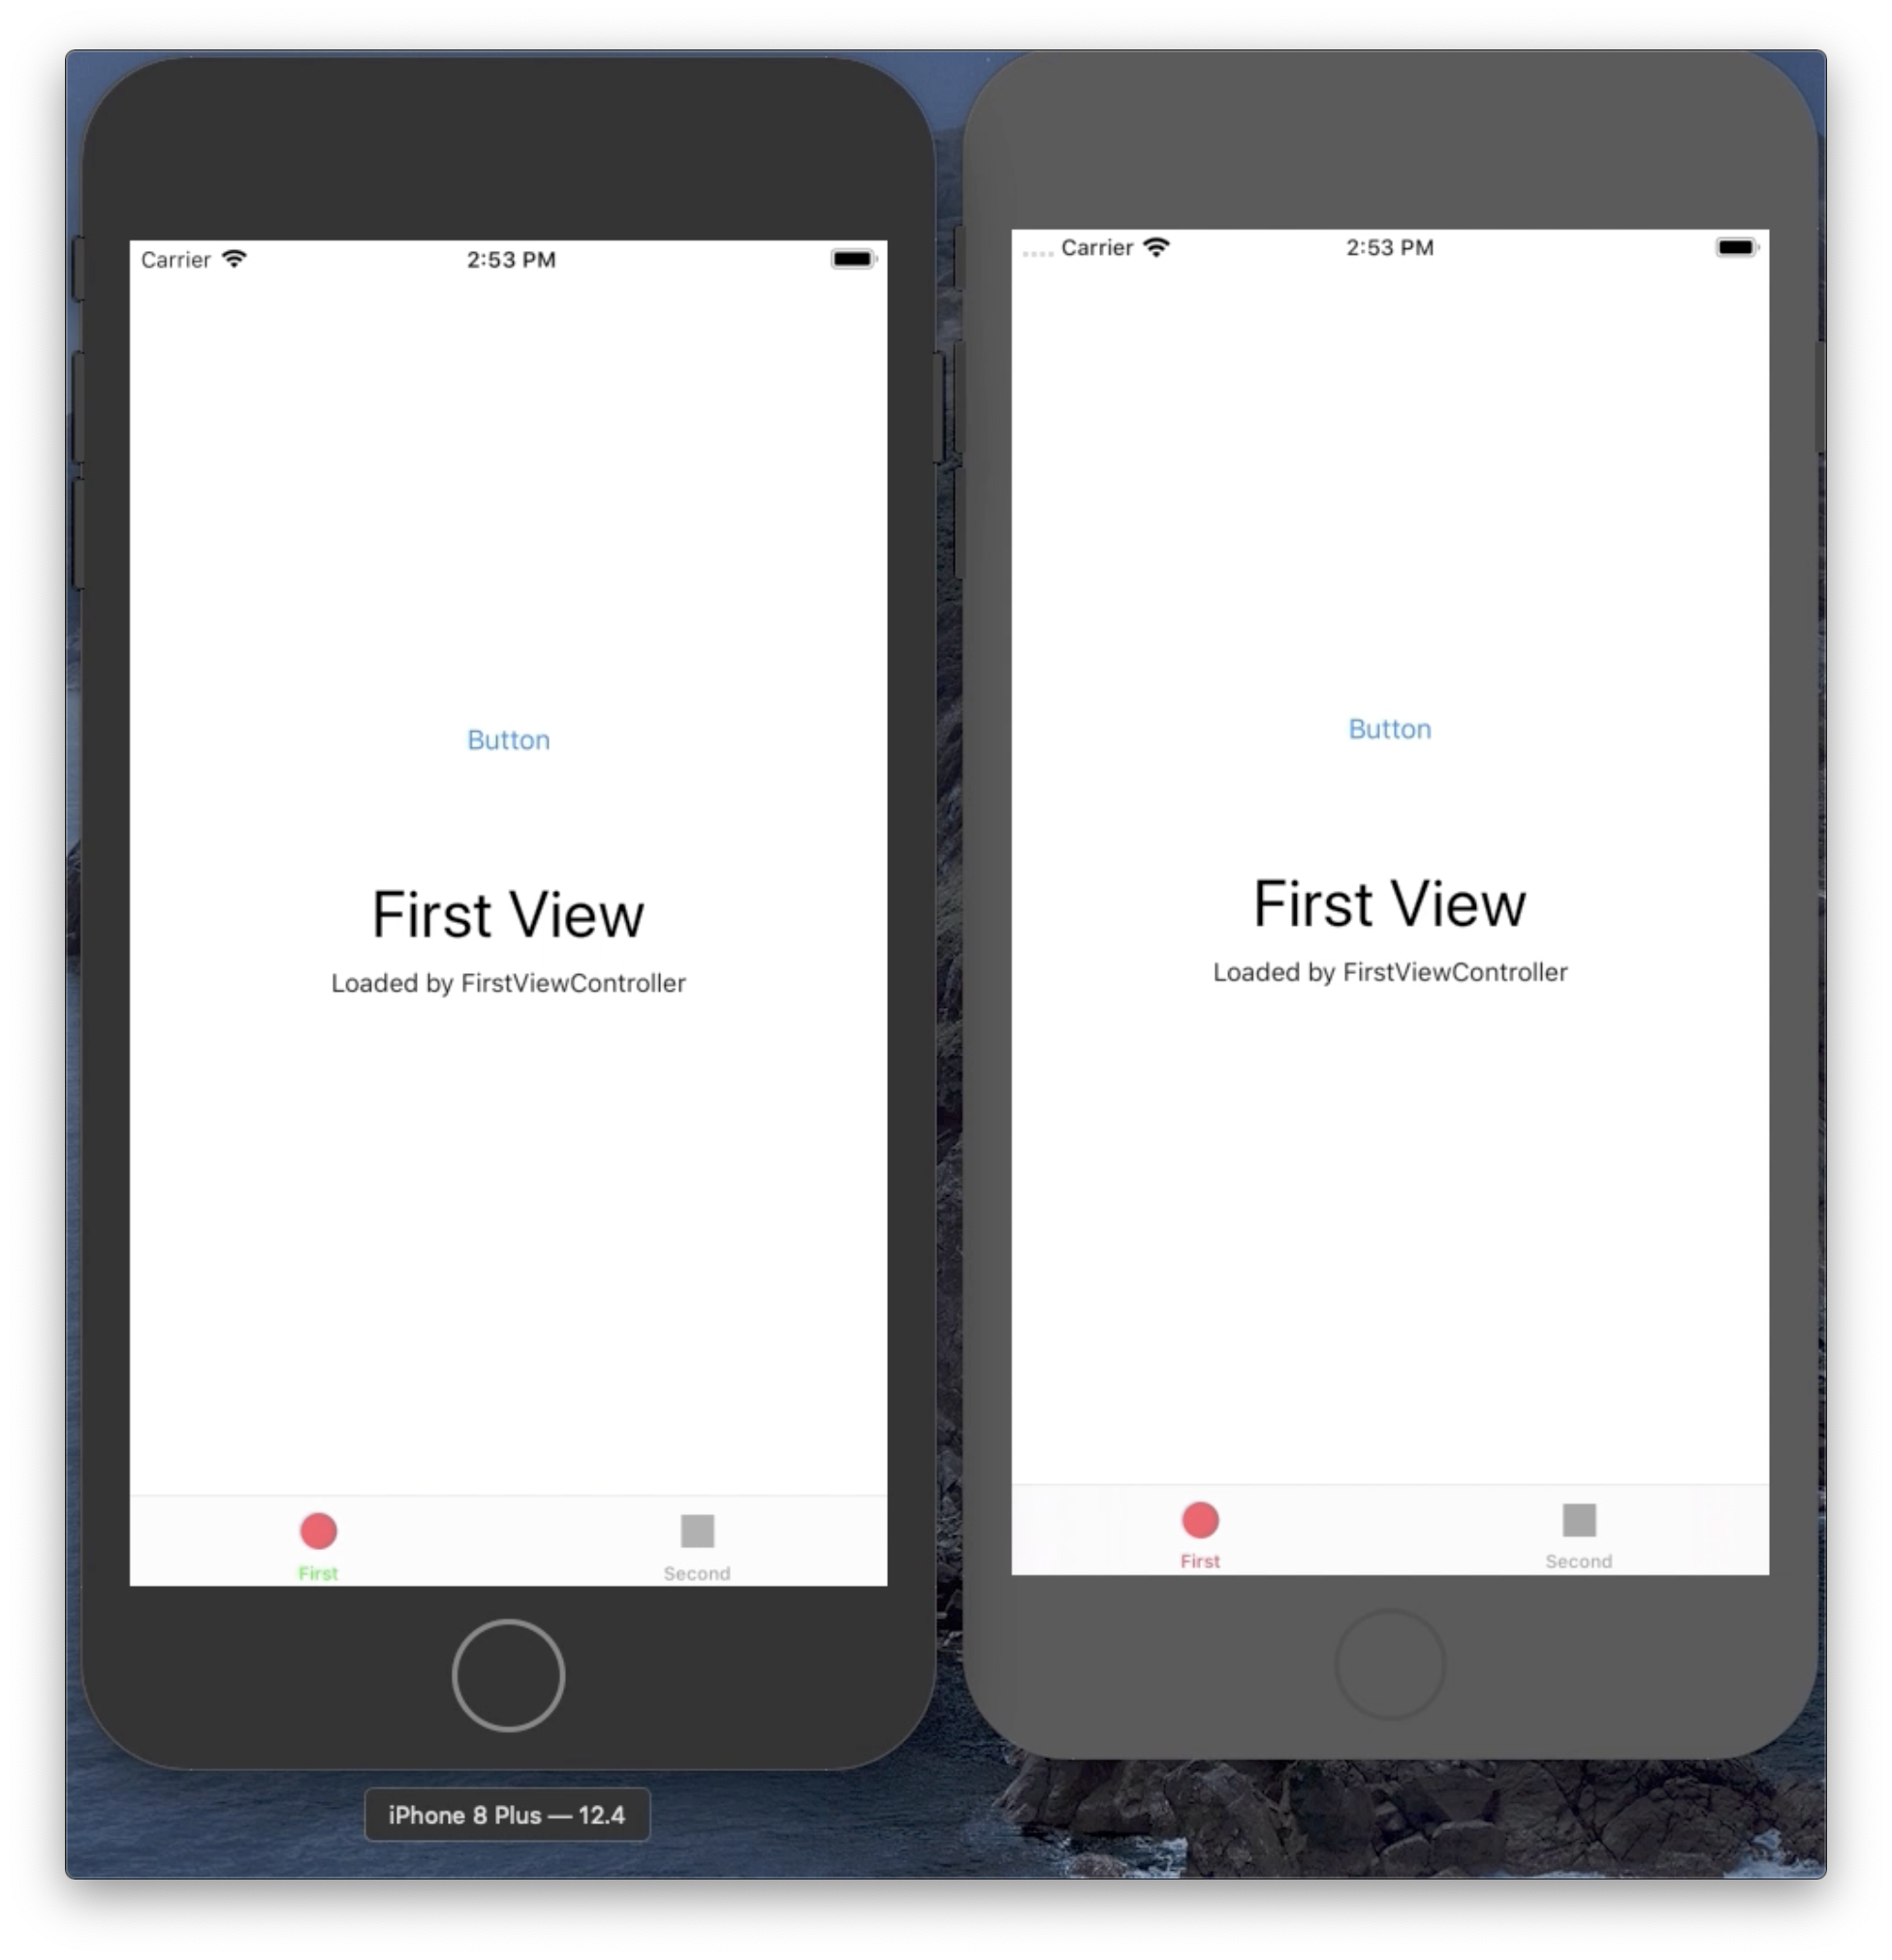 Carrier 2:53 PM
Button
First View
Loaded by FirstViewController
First Second
iPhone 8 Plus — 12.4
Carrier 2:53 PM
Button
First View
Loaded by FirstViewController
First Second